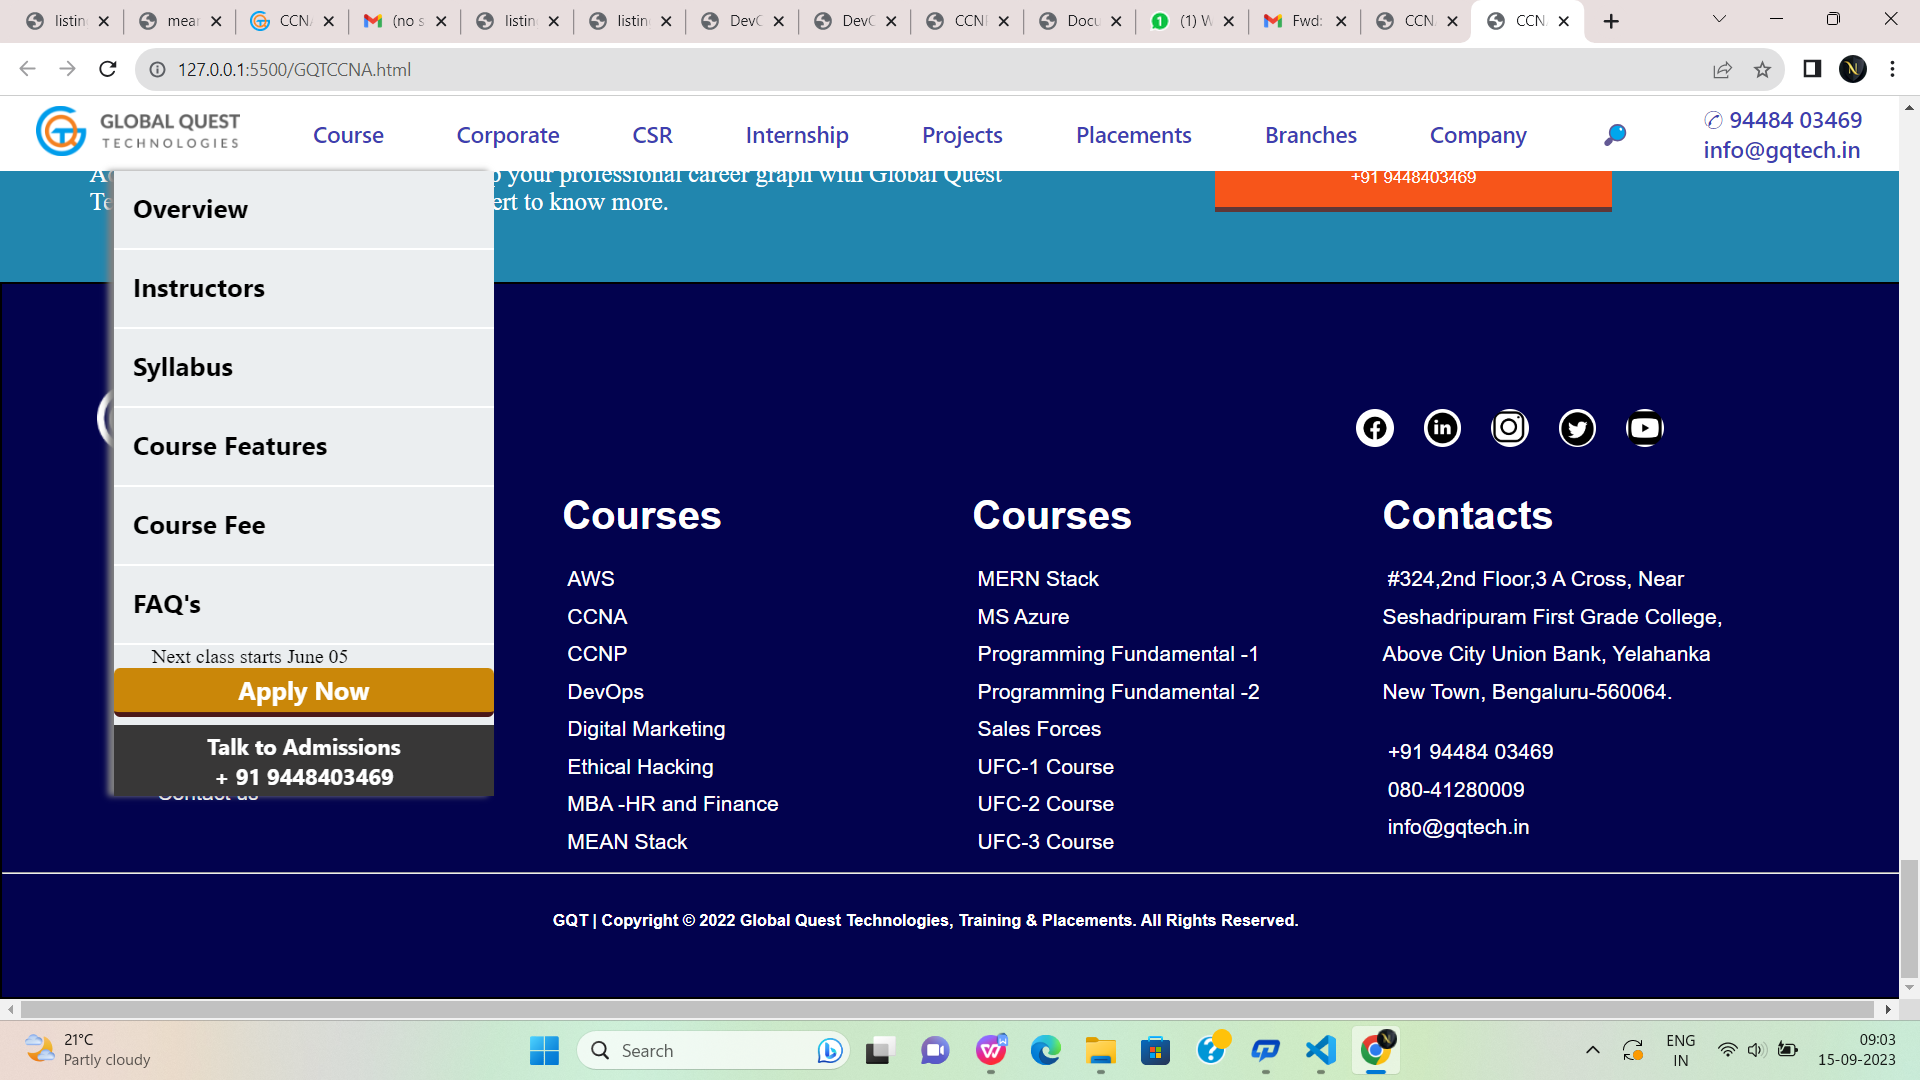 listin
mear
CCN
(no s
listin
listin
DevC
DevC
CCN
Docu
(1) W
Fwd:
CCN
CCN
127.0.0.1:5500/GQTCCNA.html
GLOBAL QUEST
TECHNOLOGIES
Course
Corporate
CSR
Internship
Projects
Placements
Branches
Company
✆ 94484 03469
info@gqtech.in
your professional career graph with Global Quest
Te
ert to know more.
+91 9448403469
Overview
Instructors
Syllabus
Course Features
Course Fee
FAQ's
Next class starts June 05
Apply Now
Talk to Admissions
+ 91 9448403469
Contact us
Courses
AWS
CCNA
CCNP
DevOps
Digital Marketing
Ethical Hacking
MBA -HR and Finance
MEAN Stack
Courses
MERN Stack
MS Azure
Programming Fundamental -1
Programming Fundamental -2
Sales Forces
UFC-1 Course
UFC-2 Course
UFC-3 Course
Contacts
#324,2nd Floor,3 A Cross, Near
Seshadripuram First Grade College,
Above City Union Bank, Yelahanka
New Town, Bengaluru-560064.
+91 94484 03469
080-41280009
info@gqtech.in
GQT | Copyright © 2022 Global Quest Technologies, Training & Placements. All Rights Reserved.
21°C
Partly cloudy
Search
ENG
IN
09:03
15-09-2023